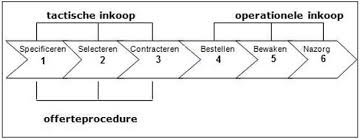 tactische inkoop operationele inkoop
Specificeren Selecteren Contracteren Bestellen Bewaken Nazorg
1 2 3 4 5 6
offerteprocedure